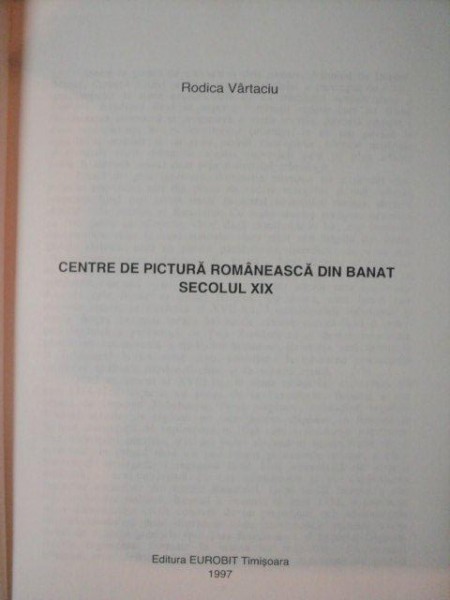 Rodica Vârtaciu
CENTRE DE PICTURĂ ROMÂNEASCĂ DIN BANAT
SECOLUL XIX
Editura EUROBIT Timişoara
1997